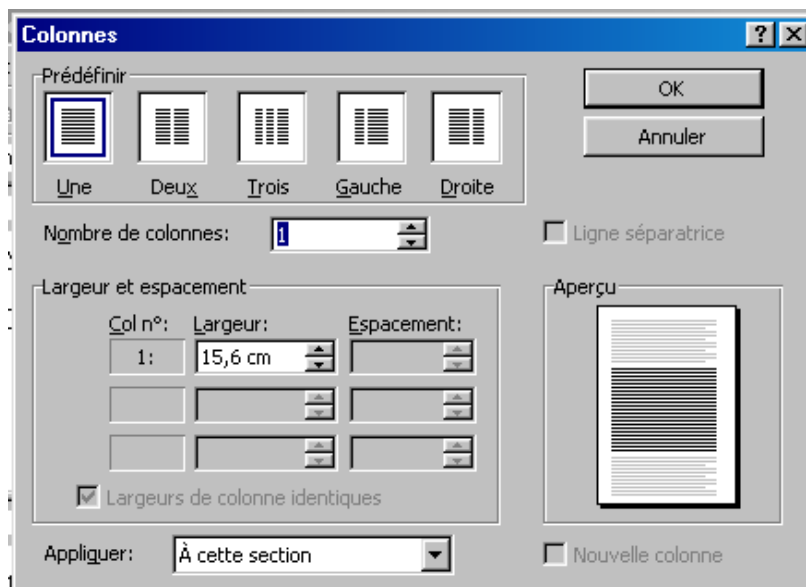 Colonnes
Prédéfinir
Une Deux Trois Gauche Droite
OK
Annuler
Nombre de colonnes: 1
Ligne séparatrice
Largeur et espacement
Col n°: Largeur: Espacement:
1: 15,6 cm
Largeurs de colonne identiques
Aperçu
Appliquer: À cette section
Nouvelle colonne